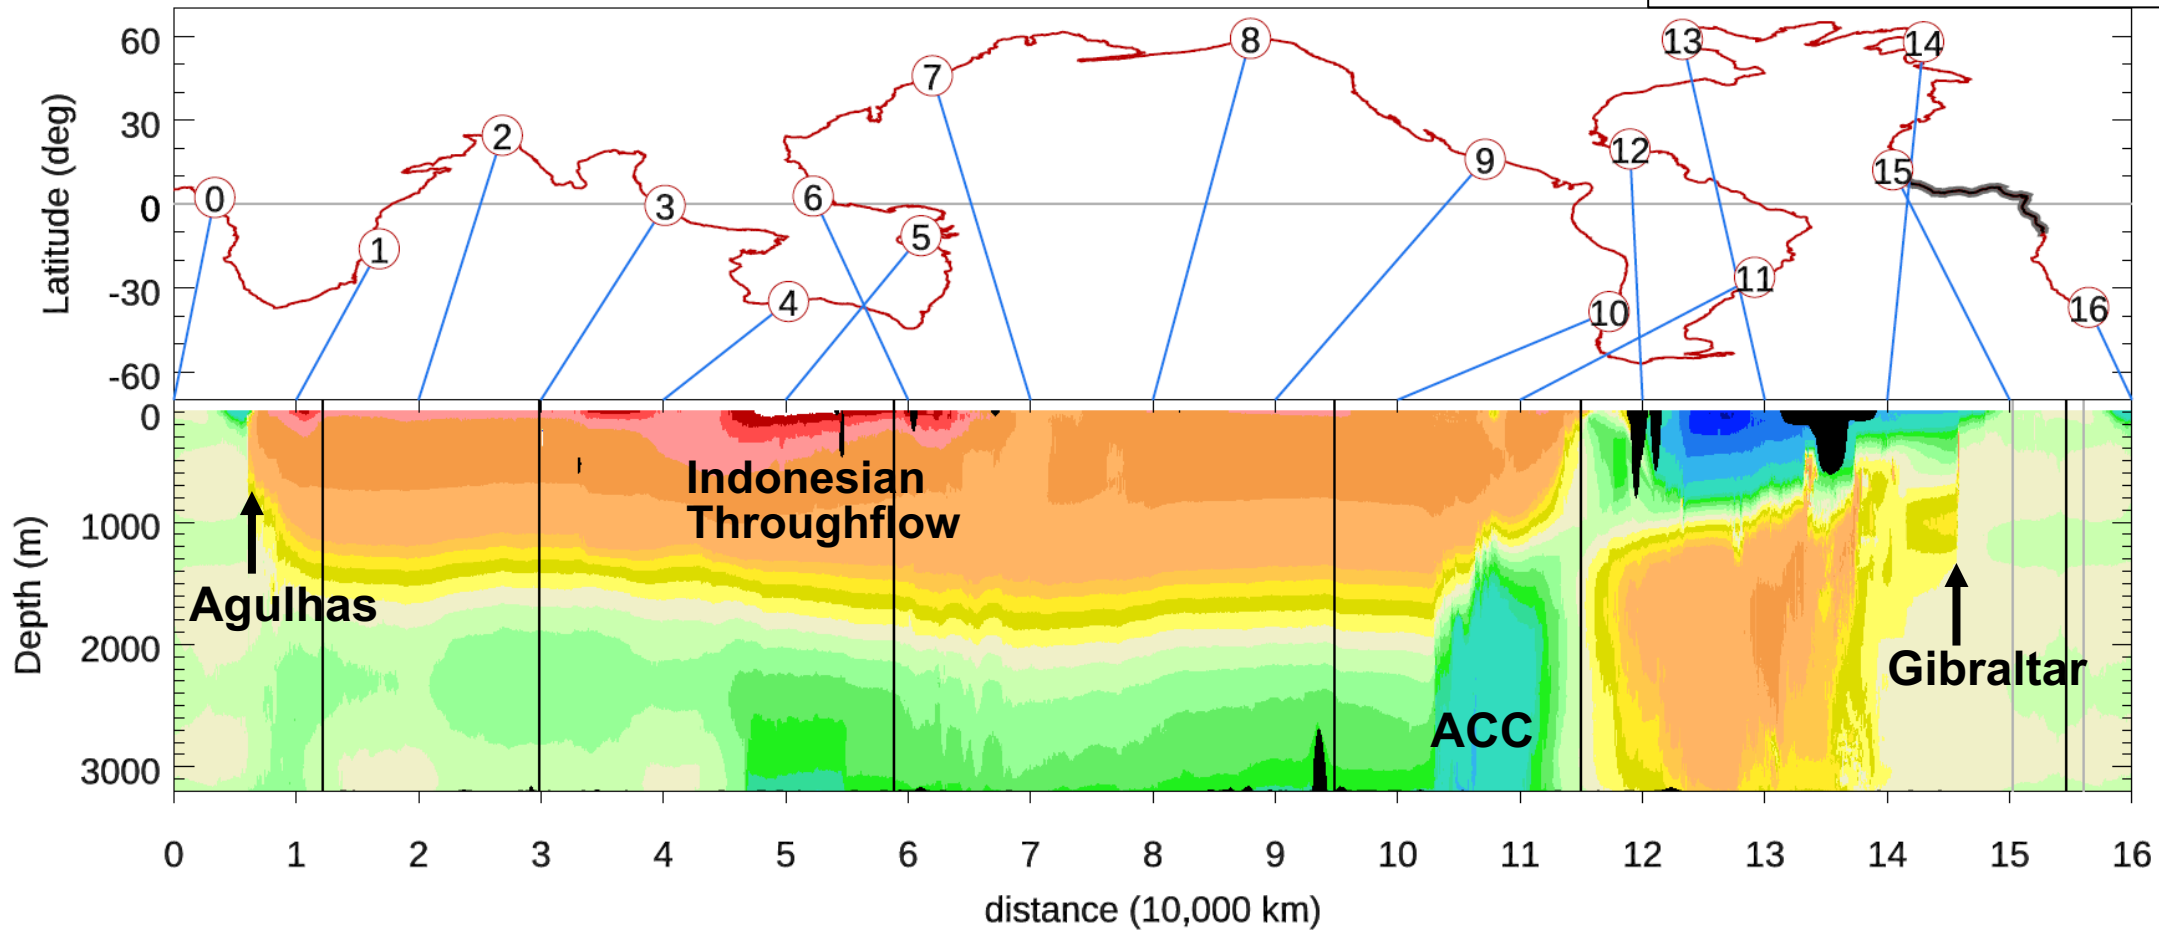 60
30
0
-30
-60
Latitude (deg)
0
1
2
3
4
5
6
7
8
9
10
11
12
13
14
15
16
0
1000
2000
3000
Depth (m)
Agulhas
Indonesian
Throughflow
ACC
Gibraltar
0 1 2 3 4 5 6 7 8 9 10 11 12 13 14 15 16
distance (10,000 km)